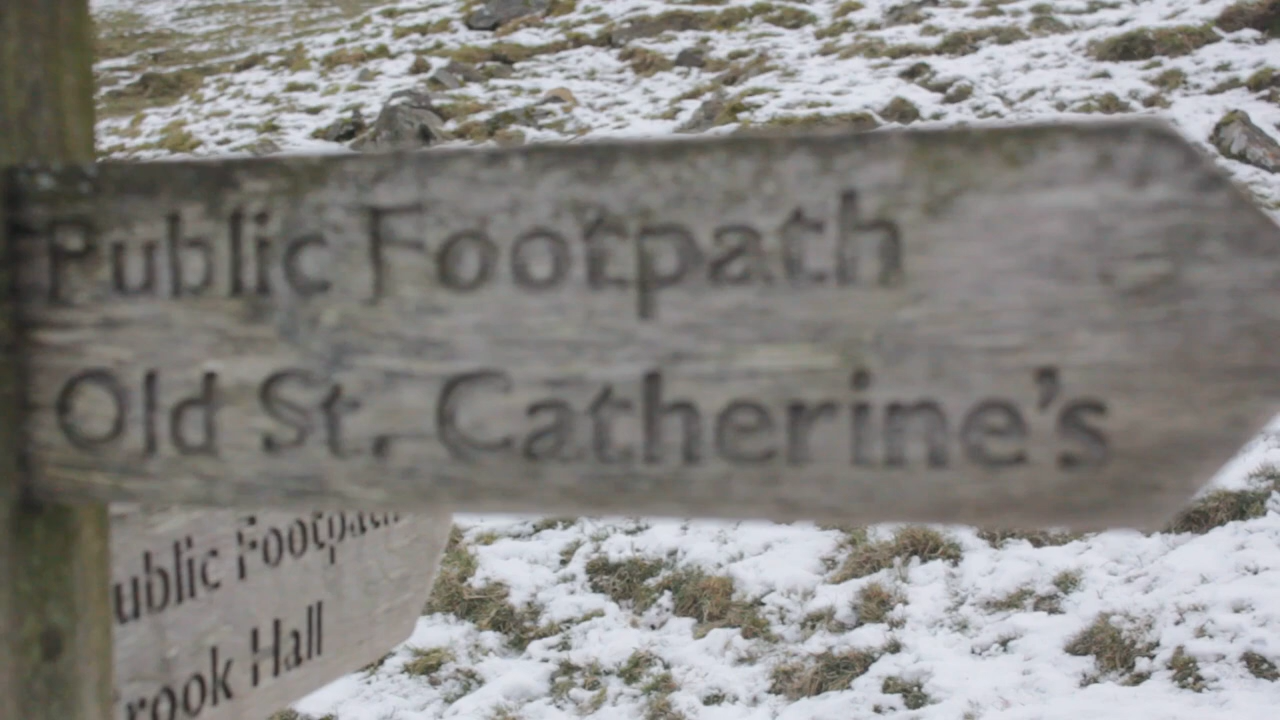 Public Footpath
Old St. Catherine's
ublic Footpath
rook Hall